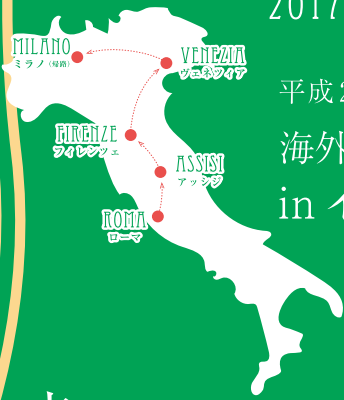 2017
MILANO
ミラノ（帰路）
VENEZIA
ヴェネツィア
平成2
FIRENZE
フィレンツェ
海外
ASSISI
アッシジ
in イ
ROMA
ローマ